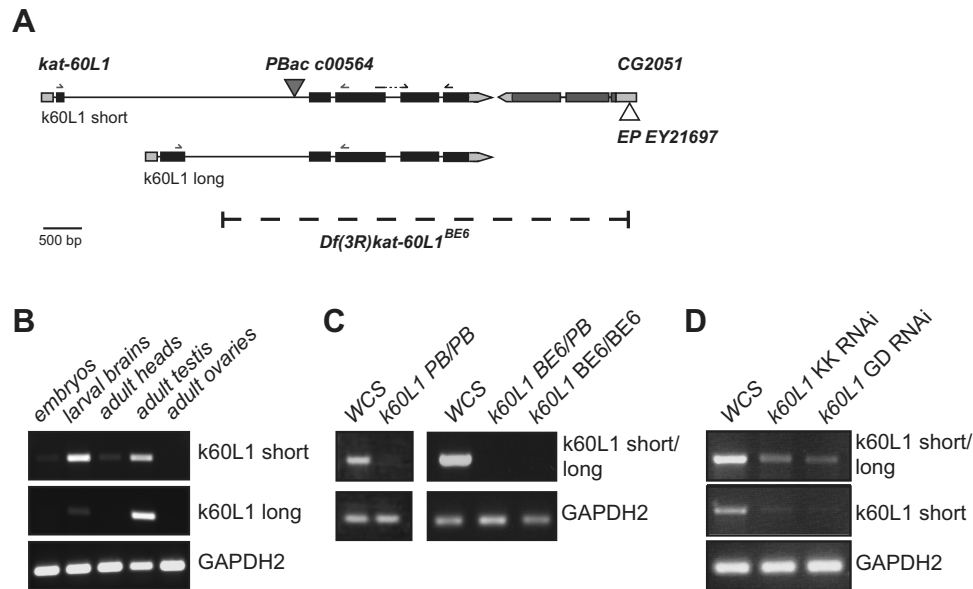 A
kat-60L1
PBac c00564
CG2051
k60L1 short
EP EY21697
k60L1 long
500 bp
Df(3R)kat-60L1^BE6
B
embryos
larval brains
adult heads
adult testis
adult ovaries
k60L1 short
k60L1 long
GAPDH2
C
WCS
k60L1 PB/PB
WCS
k60L1 BE6/PB
k60L1 BE6/BE6
k60L1 short/
long
GAPDH2
D
WCS
k60L1 KK RNAi
k60L1 GD RNAi
k60L1 short/
long
k60L1 short
GAPDH2